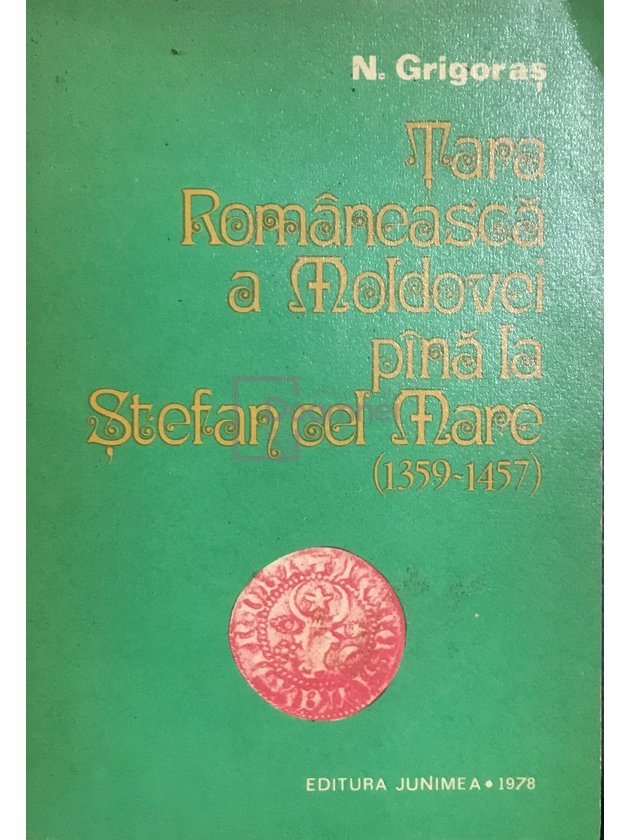 N. Grigoraș
Țara
Românească
a Moldovei
pînă la
Ștefan cel Mare
(1359-1457)
EDITURA JUNIMEA • 1978